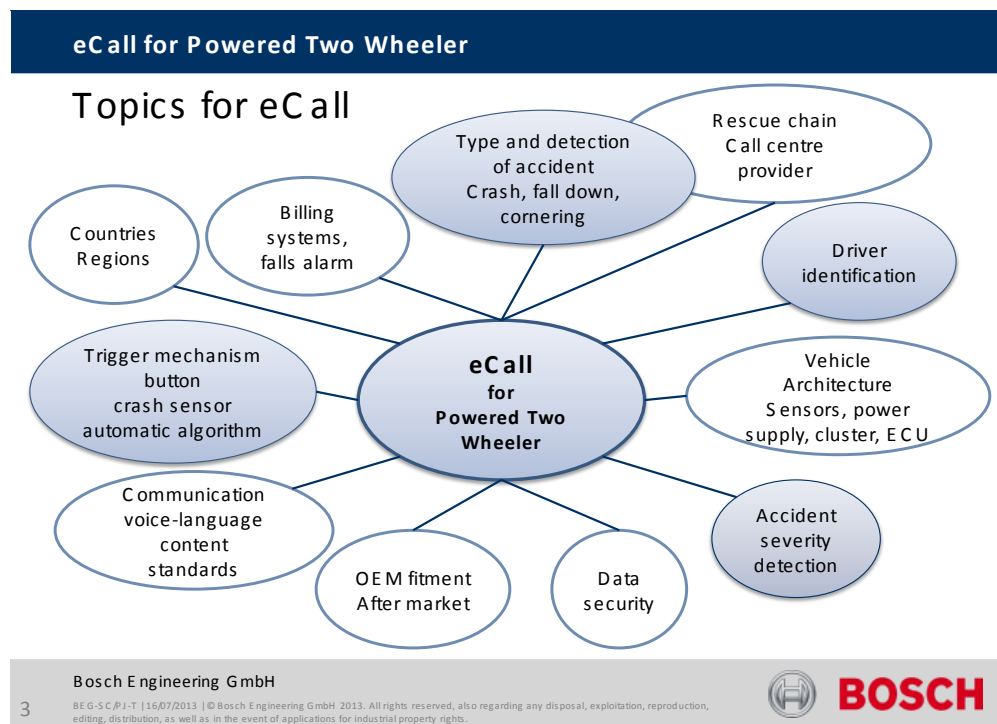 eCall for Powered Two Wheeler
Topics for eCall
Type and detection
of accident
Crash, fall down,
cornering
Rescue chain
Call centre
provider
Countries
Regions
Billing
systems,
falls alarm
Driver
identification
Trigger mechanism
button
crash sensor
automatic algorithm
eCall
for
Powered Two
Wheeler
Vehicle
Architecture
Sensors, power
supply, cluster, ECU
Communication
voice-language
content
standards
OEM fitment
After market
Data
security
Accident
severity
detection
Bosch Engineering GmbH
3
BEG-SC/PJ-T | 16/07/2013 | © Bosch Engineering GmbH 2013. All rights reserved, also regarding any disposal, exploitation, reproduction,
editing, distribution, as well as in the event of applications for industrial property rights.
BOSCH